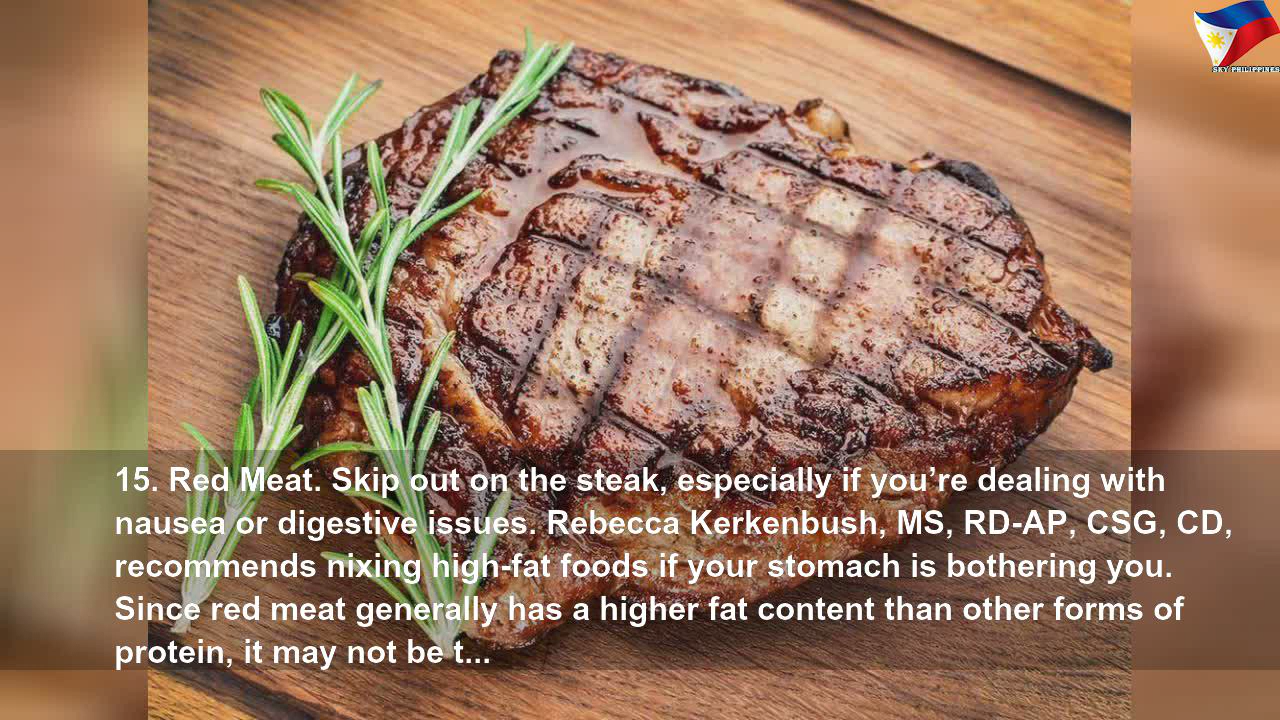 SKY PHILIPPINES
15. Red Meat. Skip out on the steak, especially if you’re dealing with
nausea or digestive issues. Rebecca Kerkenbush, MS, RD-AP, CSG, CD,
recommends nixing high-fat foods if your stomach is bothering you.
Since red meat generally has a higher fat content than other forms of
protein, it may not be t...